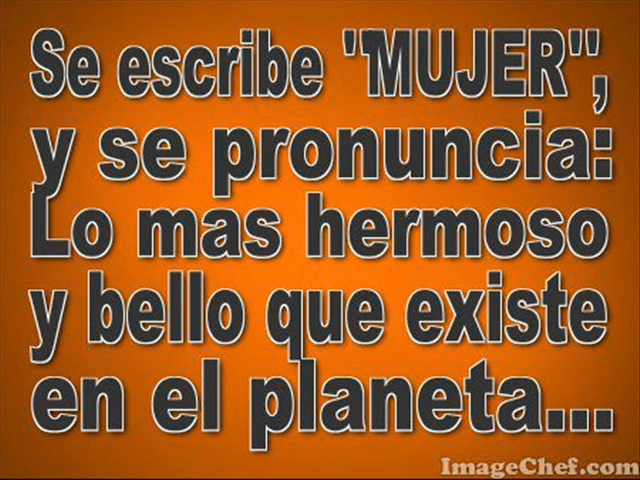 Se escribe "MUJER",
y se pronuncia:
Lo mas hermoso
y bello que existe
en el planeta...
ImageChef.com